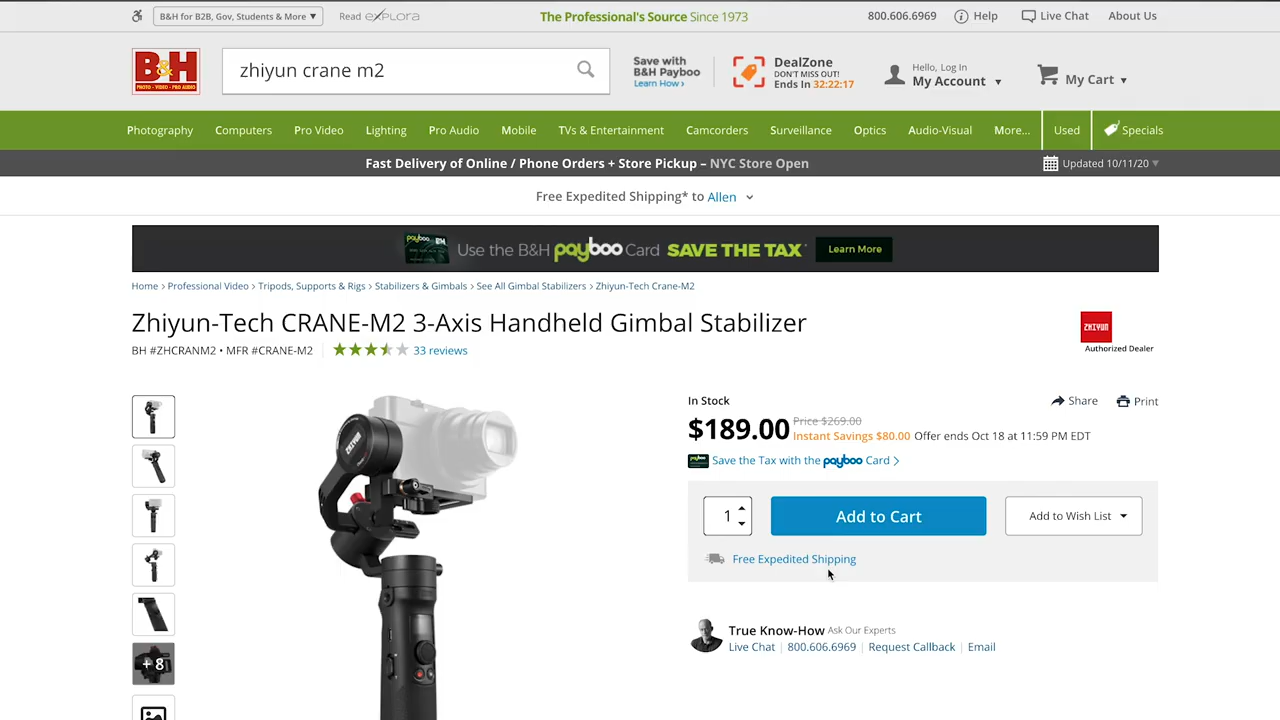 B&H for B2B, Gov, Students & More ▼
Read eXPLORA
The Professional's Source Since 1973
800.606.6969
Help
Live Chat
About Us
B&H
PHOTO - VIDEO - PRO AUDIO
zhiyun crane m2
Save with
B&H Payboo
Learn How ›
DealZone
DON'T MISS OUT!
Ends In 32:22:17
Hello, Log In
My Account ▼
My Cart ▼
Photography
Computers
Pro Video
Lighting
Pro Audio
Mobile
TVs & Entertainment
Camcorders
Surveillance
Optics
Audio-Visual
More...
Used
Specials
Fast Delivery of Online / Phone Orders + Store Pickup – NYC Store Open
Updated 10/11/20 ▼
Free Expedited Shipping* to Allen
payboo B&H
Use the B&H payboo Card SAVE THE TAX*
Learn More
Home › Professional Video › Tripods, Supports & Rigs › Stabilizers & Gimbals › See All Gimbal Stabilizers › Zhiyun-Tech Crane-M2
Zhiyun-Tech CRANE-M2 3-Axis Handheld Gimbal Stabilizer
BH #ZHCRANM2 • MFR #CRANE-M2
33 reviews
ZHIYUN
Authorized Dealer
ZHIYUN
+ 8
In Stock
Share
Print
$189.00
Price $269.00
Instant Savings $80.00 Offer ends Oct 18 at 11:59 PM EDT
Save the Tax with the payboo Card ›
1
Add to Cart
Add to Wish List
Free Expedited Shipping
True Know-How Ask Our Experts
Live Chat | 800.606.6969 | Request Callback | Email